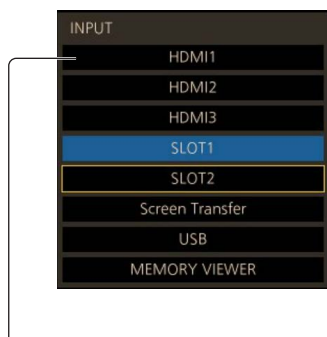 INPUT
HDMI1
HDMI2
HDMI3
SLOT1
SLOT2
Screen Transfer
USB
MEMORY VIEWER